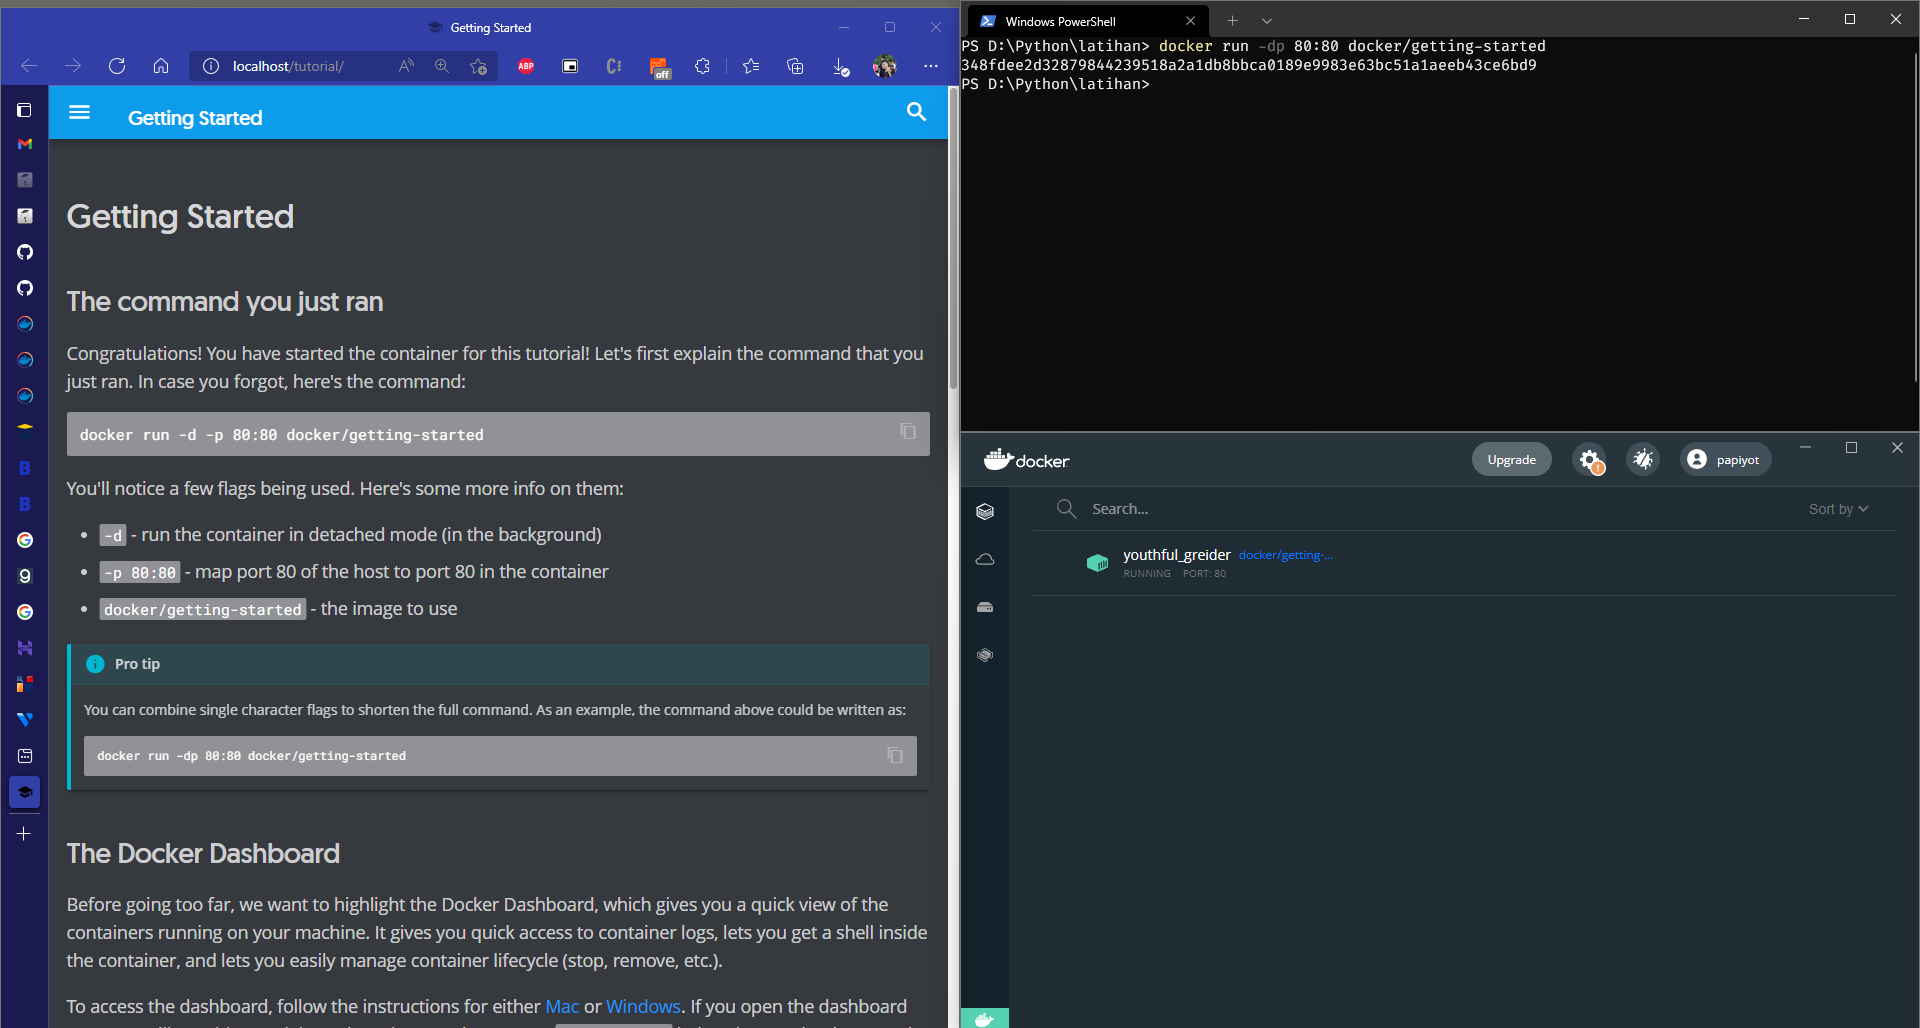 Getting Started
localhost/tutorial/
ABP
off
Getting Started
Getting Started
The command you just ran
Congratulations! You have started the container for this tutorial! Let's first explain the command that you
just ran. In case you forgot, here's the command:
docker run -d -p 80:80 docker/getting-started
You'll notice a few flags being used. Here's some more info on them:
-d - run the container in detached mode (in the background)
-p 80:80 - map port 80 of the host to port 80 in the container
docker/getting-started - the image to use
Pro tip
You can combine single character flags to shorten the full command. As an example, the command above could be written as:
docker run -dp 80:80 docker/getting-started
The Docker Dashboard
Before going too far, we want to highlight the Docker Dashboard, which gives you a quick view of the
containers running on your machine. It gives you quick access to container logs, lets you get a shell inside
the container, and lets you easily manage container lifecycle (stop, remove, etc.).
To access the dashboard, follow the instructions for either Mac or Windows. If you open the dashboard
Windows PowerShell
PS D:\Python\latihan> docker run -dp 80:80 docker/getting-started
348fdee2d32879844239518a2a1db8bbca0189e9983e63bc51a1aeeb43ce6bd9
PS D:\Python\latihan>
docker
Upgrade
papiyot
Search...
Sort by
youthful_greider docker/getting-...
RUNNING PORT: 80